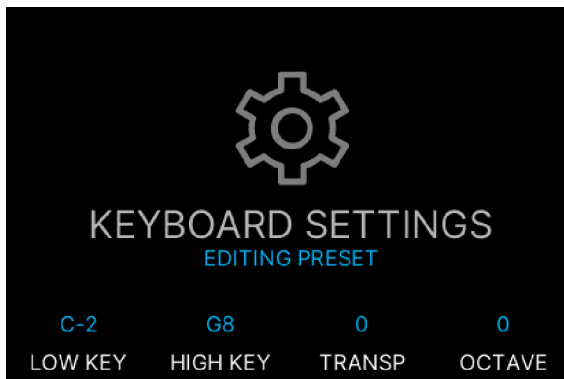 KEYBOARD SETTINGS
EDITING PRESET
C-2 G8 0 0
LOW KEY HIGH KEY TRANSP OCTAVE